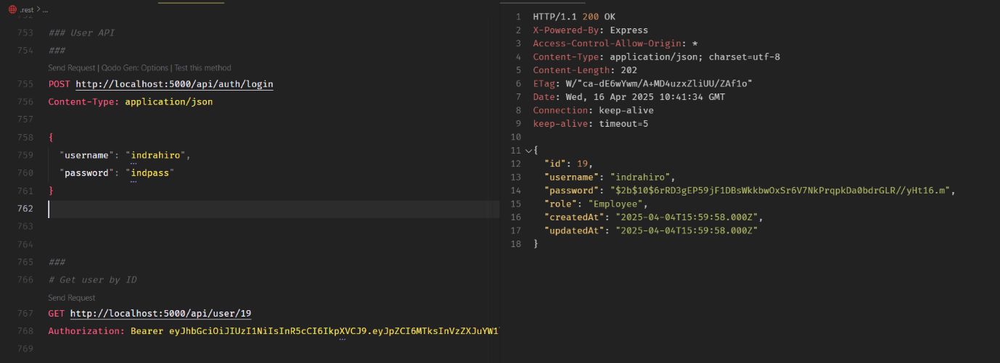 .rest > ...
752
753 ### User API
754 ###
Send Request | Qodo Gen: Options | Test this method
755 POST http://localhost:5000/api/auth/login
756 Content-Type: application/json
757
758 {
759 "username": "indrahiro",
760 "password": "indpass"
761 }
762
763
764
765 ###
766 # Get user by ID
Send Request
767 GET http://localhost:5000/api/user/19
768 Authorization: Bearer eyJhbGciOiJIUzI1NiIsInR5cCI6IkpXVCJ9.eyJpZCI6MTksInVzZXJuYW1
769
1 HTTP/1.1 200 OK
2 X-Powered-By: Express
3 Access-Control-Allow-Origin: *
4 Content-Type: application/json; charset=utf-8
5 Content-Length: 202
6 ETag: W/"ca-dE6wYwm/A+MD4uzxZliUU/ZAf1o"
7 Date: Wed, 16 Apr 2025 10:41:34 GMT
8 Connection: keep-alive
9 keep-alive: timeout=5
10
11 {
12 "id": 19,
13 "username": "indrahiro",
14 "password": "$2b$10$6rRD3gEP59jF1DBsWkkbwOxSr6V7NkPrqpkDa0bdrGLR//yHt16.m",
15 "role": "Employee",
16 "createdAt": "2025-04-04T15:59:58.000Z",
17 "updatedAt": "2025-04-04T15:59:58.000Z"
18 }